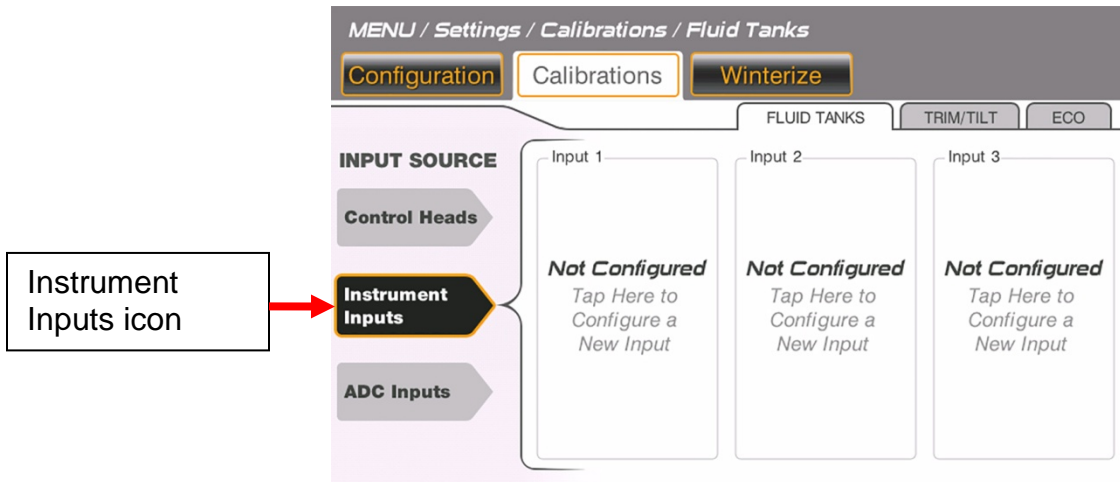 MENU / Settings / Calibrations / Fluid Tanks
Configuration
Calibrations
Winterize
FLUID TANKS
TRIM/TILT
ECO
INPUT SOURCE
Control Heads
Instrument
Inputs
ADC Inputs
Input 1
Not Configured
Tap Here to
Configure a
New Input
Input 2
Not Configured
Tap Here to
Configure a
New Input
Input 3
Not Configured
Tap Here to
Configure a
New Input
Instrument
Inputs icon